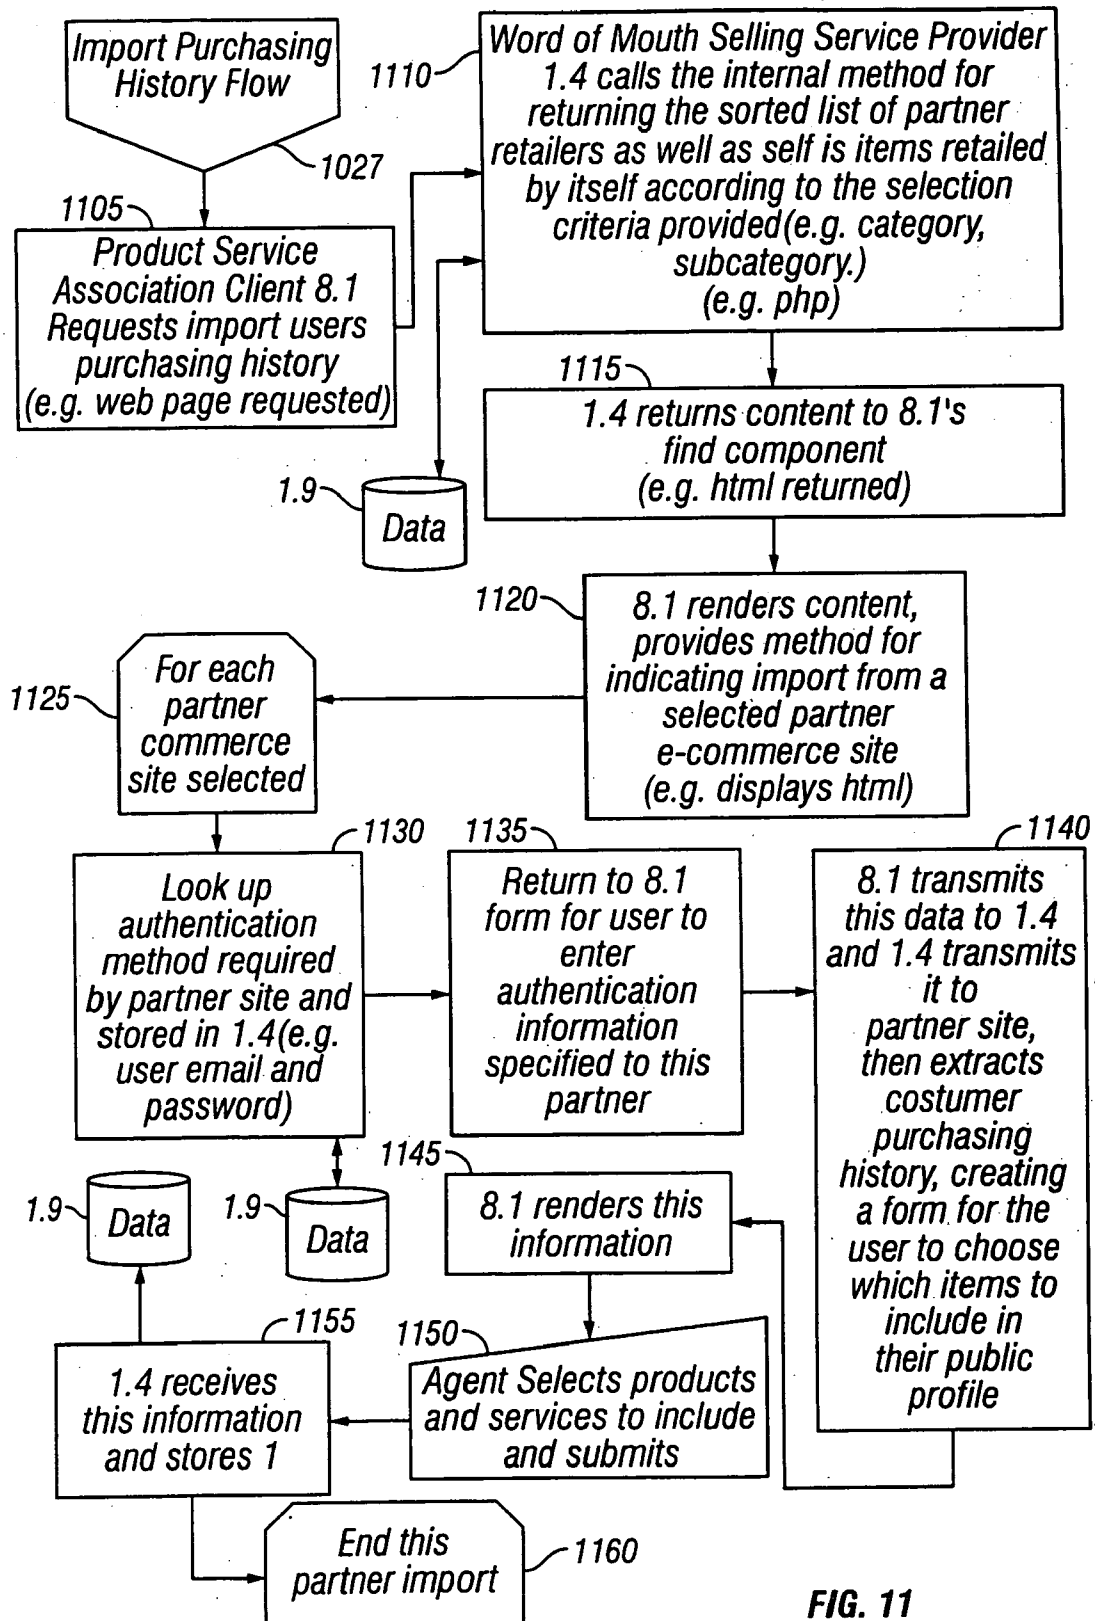 Import Purchasing
History Flow
1027
1105
Product Service
Association Client 8.1
Requests import users
purchasing history
(e.g. web page requested)
1110
Word of Mouth Selling Service Provider
1.4 calls the internal method for
returning the sorted list of partner
retailers as well as self is items retailed
by itself according to the selection
criteria provided(e.g. category,
subcategory.)
(e.g. php)
1.9
Data
1115
1.4 returns content to 8.1's
find component
(e.g. html returned)
1120
8.1 renders content,
provides method for
indicating import from a
selected partner
e-commerce site
(e.g. displays html)
1125
For each
partner
commerce
site selected
1130
Look up
authentication
method required
by partner site and
stored in 1.4(e.g.
user email and
password)
1.9
Data
1135
Return to 8.1
form for user to
enter
authentication
information
specified to this
partner
1140
8.1 transmits
this data to 1.4
and 1.4 transmits
it to
partner site,
then extracts
costumer
purchasing
history, creating
a form for the
user to choose
which items to
include in
their public
profile
1145
8.1 renders this
information
1150
Agent Selects products
and services to include
and submits
1155
1.4 receives
this information
and stores 1
1.9
Data
End this
partner import
1160
FIG. 11